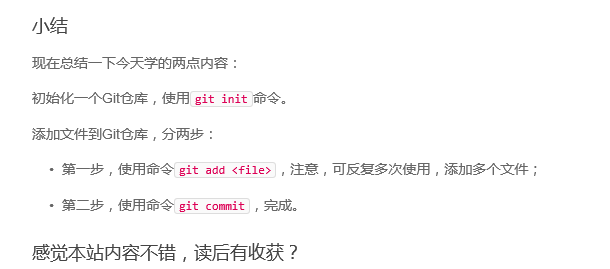 小结
现在总结一下今天学的两点内容：
初始化一个Git仓库，使用git init命令。
添加文件到Git仓库，分两步：
• 第一步，使用命令git add <file>，注意，可反复多次使用，添加多个文件；
• 第二步，使用命令git commit，完成。
感觉本站内容不错，读后有收获？